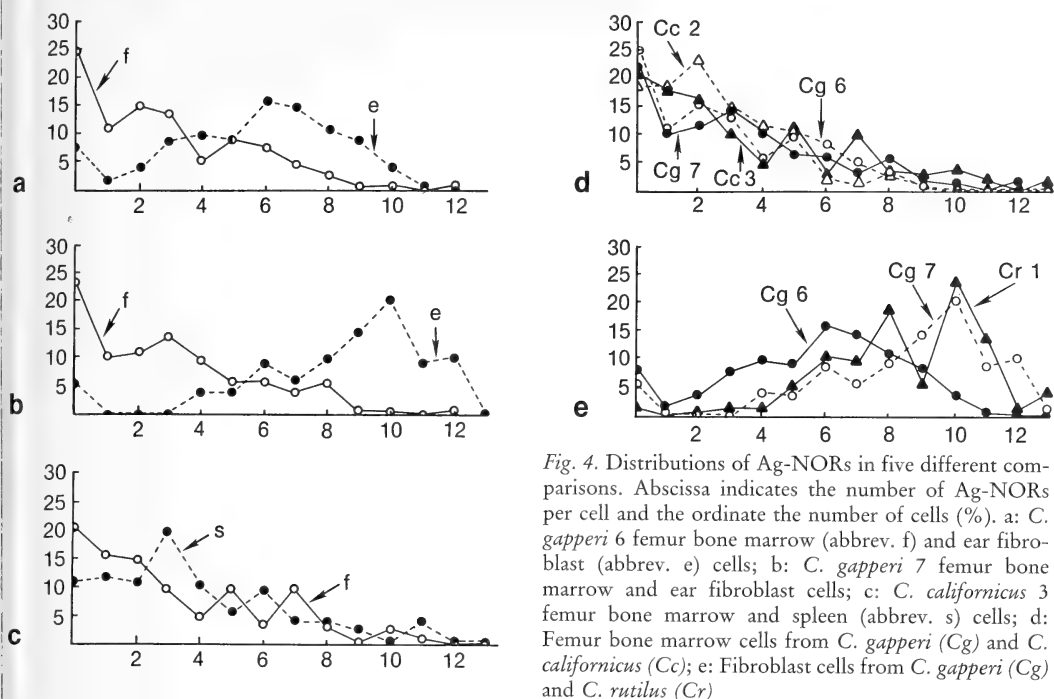 30
25
20
15
10
5
f
e
a
2 4 6 8 10 12
30
25
20
15
10
5
f
e
b
2 4 6 8 10 12
30
25
20
15
10
5
s
f
c
2 4 6 8 10 12
30
25
20
15
10
5
Cc 2
Cg 6
Cg 7
Cc 3
d
2 4 6 8 10 12
30
25
20
15
10
5
Cg 6
Cg 7
Cr 1
e
2 4 6 8 10 12
Fig. 4. Distributions of Ag-NORs in five different com-
parisons. Abscissa indicates the number of Ag-NORs
per cell and the ordinate the number of cells (%). a: C.
gapperi 6 femur bone marrow (abbrev. f) and ear fibro-
blast (abbrev. e) cells; b: C. gapperi 7 femur bone
marrow and ear fibroblast cells; c: C. californicus 3
femur bone marrow and spleen (abbrev. s) cells; d:
Femur bone marrow cells from C. gapperi (Cg) and C.
californicus (Cc); e: Fibroblast cells from C. gapperi (Cg)
and C. rutilus (Cr)